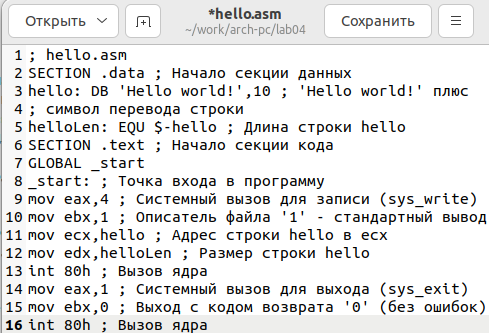 Открыть
*hello.asm
~/work/arch-pc/lab04
Сохранить
1 ; hello.asm
2 SECTION .data ; Начало секции данных
3 hello: DB 'Hello world!',10 ; 'Hello world!' плюс
4 ; символ перевода строки
5 helloLen: EQU $-hello ; Длина строки hello
6 SECTION .text ; Начало секции кода
7 GLOBAL _start
8 _start: ; Точка входа в программу
9 mov eax,4 ; Системный вызов для записи (sys_write)
10 mov ebx,1 ; Описатель файла '1' - стандартный вывод
11 mov ecx,hello ; Адрес строки hello в ecx
12 mov edx,helloLen ; Размер строки hello
13 int 80h ; Вызов ядра
14 mov eax,1 ; Системный вызов для выхода (sys_exit)
15 mov ebx,0 ; Выход с кодом возврата '0' (без ошибок)
16 int 80h ; Вызов ядра